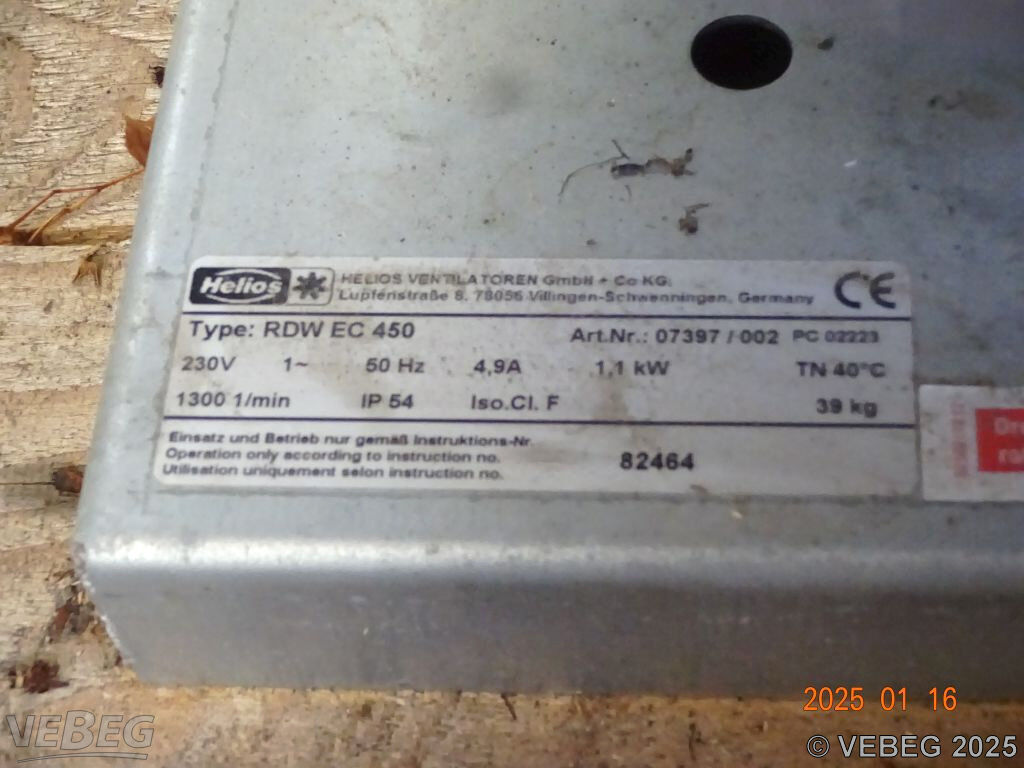 Helios
HELIOS VENTILATOREN GmbH + Co KG.
Lupfenstraße 8, 78056 Villingen-Schwenningen, Germany
CE
Type: RDW EC 450 Art.Nr.: 07397 / 002 PC 02223
230V 1~ 50 Hz 4,9A 1,1 kW TN 40°C
1300 1/min IP 54 Iso.Cl. F 39 kg
Einsatz und Betrieb nur gemäß Instruktions-Nr.
Operation only according to instruction no. 82464
Utilisation uniquement selon instruction no.
2025 01 16
VEBEG
© VEBEG 2025